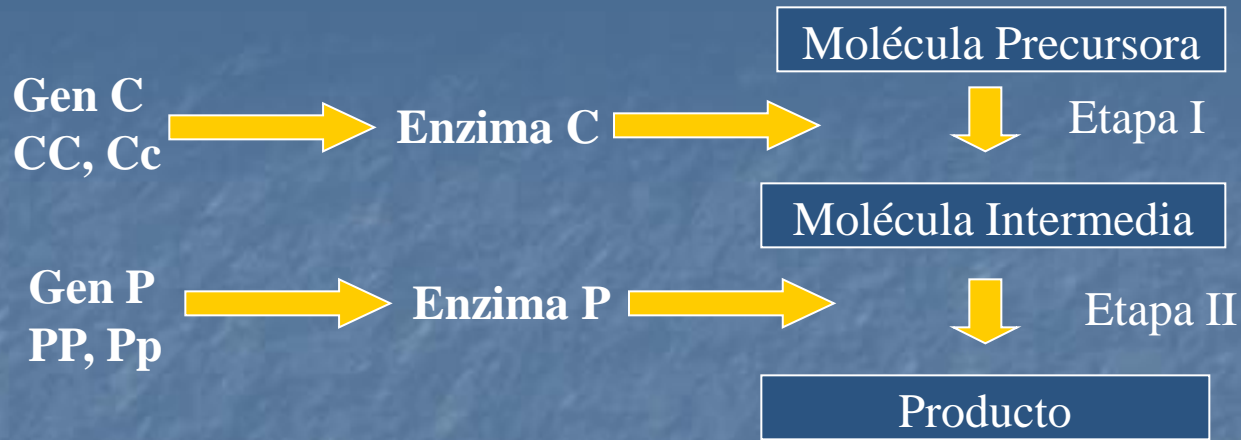 Molécula Precursora
Gen C
CC, Cc
Enzima C
Etapa I
Molécula Intermedia
Gen P
PP, Pp
Enzima P
Etapa II
Producto